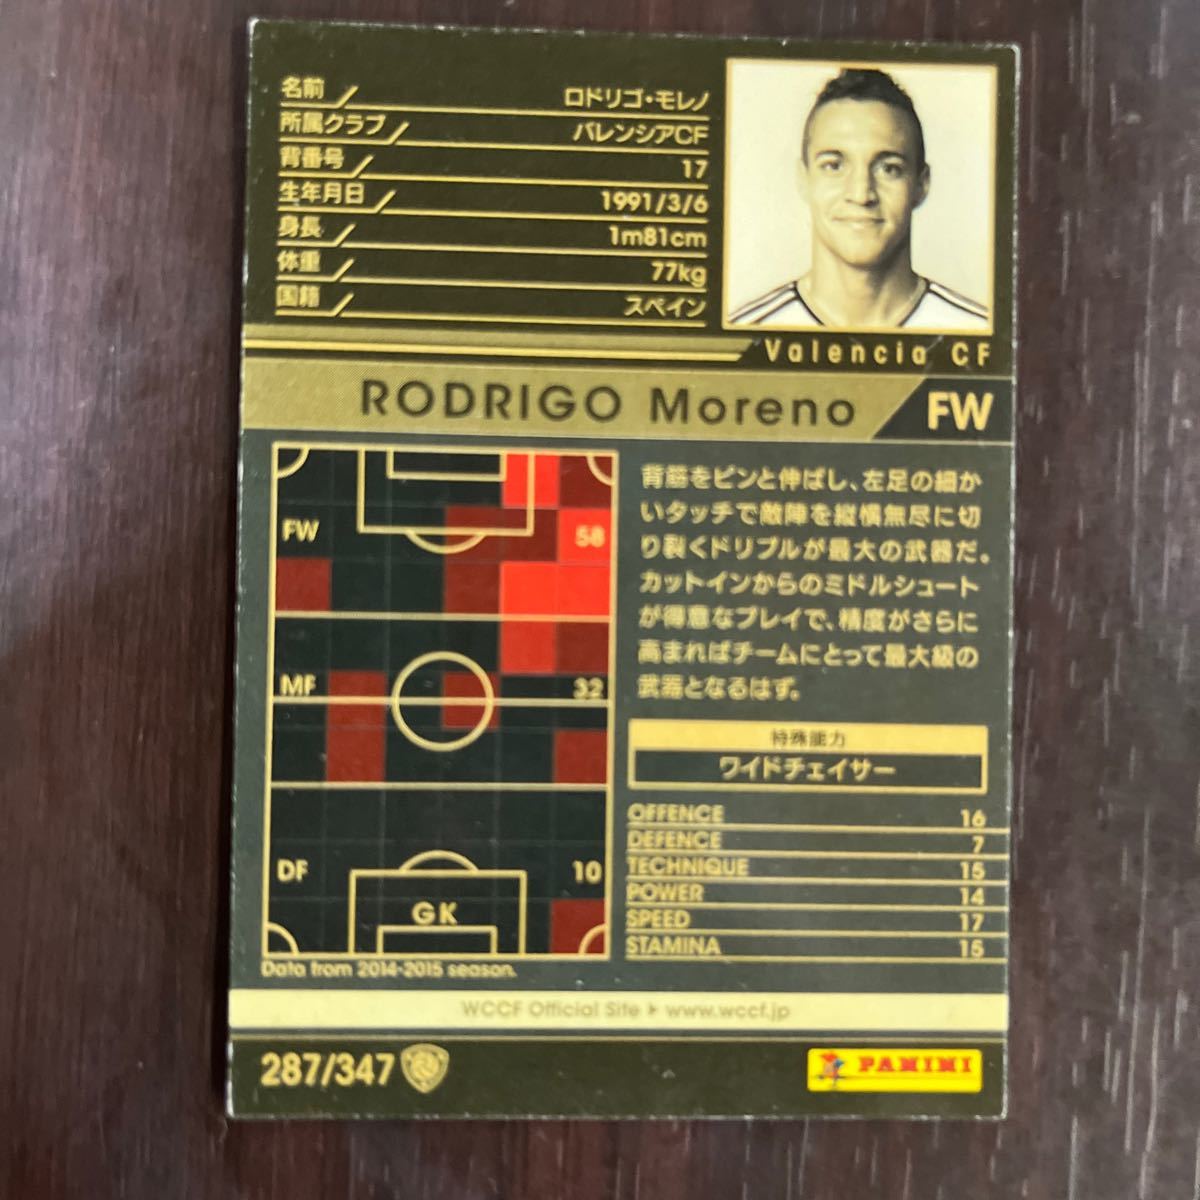 名前 ロドリゴ・モレノ
所属クラブ バレンシアCF
背番号 17
生年月日 1991/3/6
身長 1m81cm
体重 77kg
国籍 スペイン
Valencia CF
RODRIGO Moreno FW
背筋をピンと伸ばし、左足の細か
いタッチで敵陣を縦横無尽に切
り裂くドリブルが最大の武器だ。
カットインからのミドルシュート
が得意なプレイで、精度がさらに
高まればチームにとって最大級の
武器となるはず。
FW 58
MF 32
DF 10
GK
Data from 2014-2015 season.
特殊能力
ワイドチェイサー
OFFENCE 16
DEFENCE 7
TECHNIQUE 15
POWER 14
SPEED 17
STAMINA 15
WCCF Official Site ▶ www.wccf.jp
287/347
PANINI